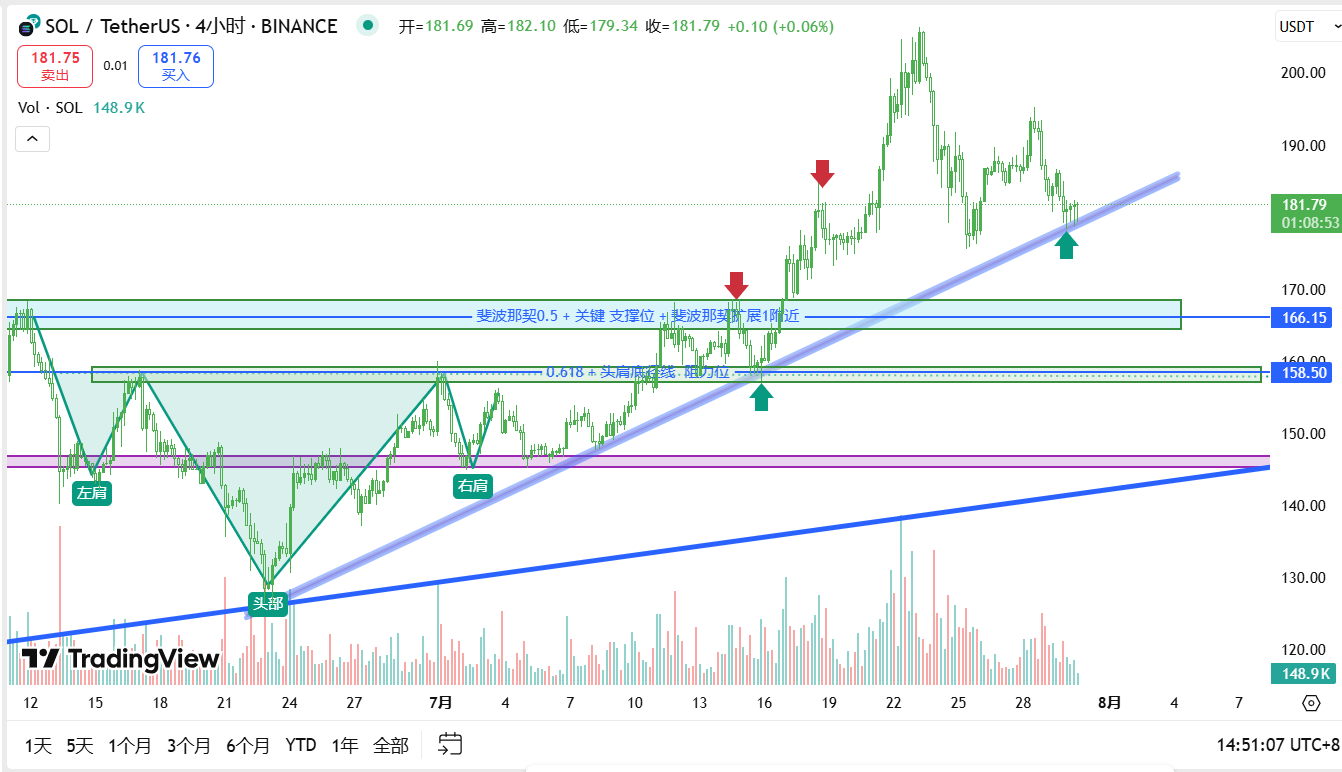 SOL / TetherUS · 4小时 · BINANCE 开=181.69 高=182.10 低=179.34 收=181.79 +0.10 (+0.06%)
USDT
181.75
卖出
0.01
181.76
买入
Vol · SOL 148.9 K
200.00
190.00
181.79
01:08:53
170.00
斐波那契0.5 + 关键 支撑位 + 斐波那契扩展1附近
166.15
160.00
0.618 + 头肩底径线 阻力位
158.50
150.00
左肩
右肩
140.00
130.00
头部
120.00
TradingView
148.9 K
12 15 18 21 24 27 7月 4 7 10 13 16 19 22 25 28 8月 4 7
1天 5天 1个月 3个月 6个月 YTD 1年 全部
14:51:07 UTC+8